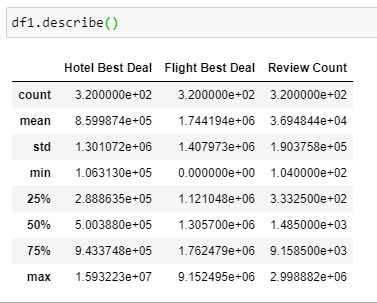 df1.describe()
Hotel Best Deal Flight Best Deal Review Count
count 3.200000e+02 3.200000e+02 3.200000e+02
mean 8.599874e+05 1.744194e+06 3.694844e+04
std 1.301072e+06 1.407973e+06 1.903758e+05
min 1.063130e+05 0.000000e+00 1.040000e+02
25% 2.888635e+05 1.121048e+06 3.332500e+02
50% 5.003880e+05 1.305700e+06 1.485000e+03
75% 9.433748e+05 1.762479e+06 9.158500e+03
max 1.593223e+07 9.152495e+06 2.998882e+06